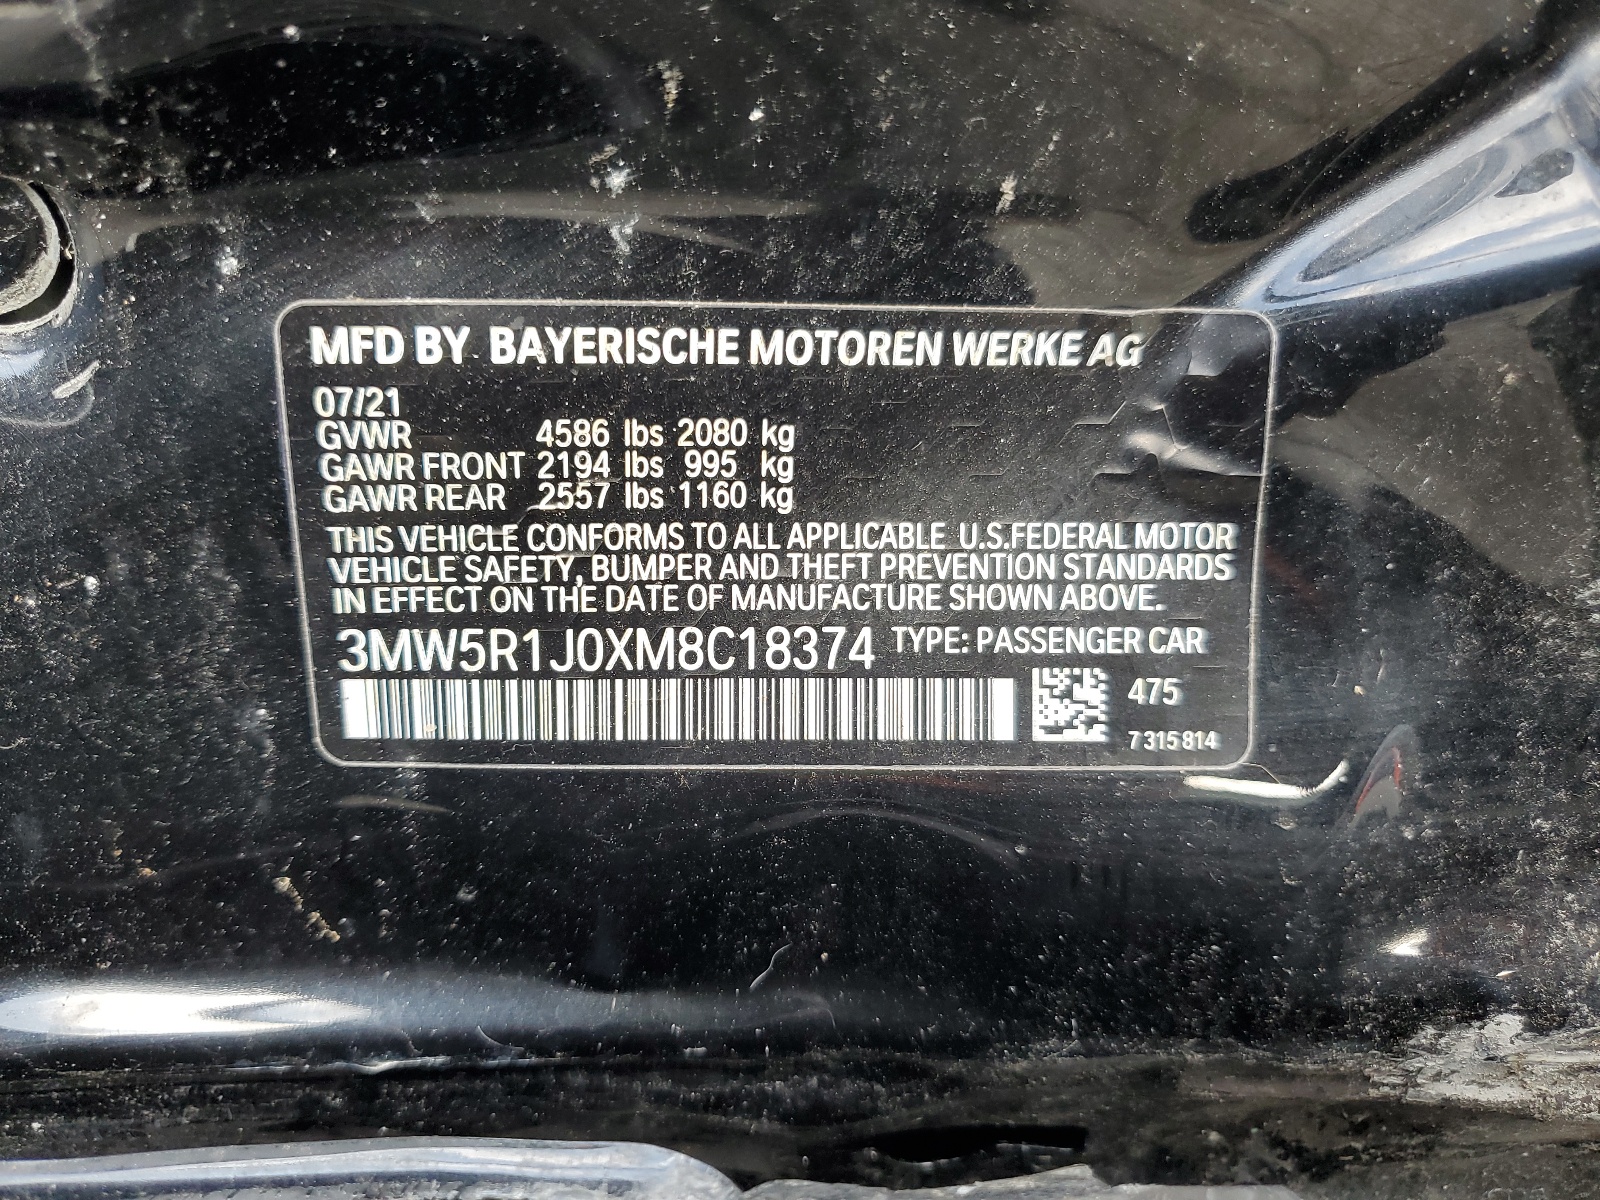 MFD BY BAYERISCHE MOTOREN WERKE AG
07/21
GVWR 4586 lbs 2080 kg
GAWR FRONT 2194 lbs 995 kg
GAWR REAR 2557 lbs 1160 kg
THIS VEHICLE CONFORMS TO ALL APPLICABLE U.S.FEDERAL MOTOR
VEHICLE SAFETY, BUMPER AND THEFT PREVENTION STANDARDS
IN EFFECT ON THE DATE OF MANUFACTURE SHOWN ABOVE.
3MW5R1J0XM8C18374 TYPE: PASSENGER CAR
475
7 315 814